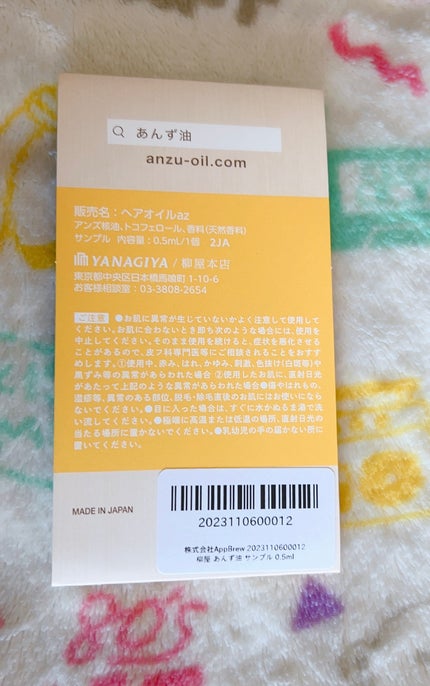 あんず油
anzu-oil.com
販売名：ヘアオイルaz
アンズ核油、トコフェロール、香料(天然香料)
サンプル 内容量：0.5mL/1個 2JA
YANAGIYA / 柳屋本店
東京都中央区日本橋馬喰町1-10-6
お客様相談室：03-3808-2654
ご注意 ●お肌に異常が生じていないかよく注意して使用して
ください。お肌に合わないとき即ち次のような場合には、使用を
中止してください。そのまま使用を続けると、症状を悪化させる
ことがあるので、皮フ科専門医等にご相談されることをおすす
めします。①使用中、赤み、はれ、かゆみ、刺激、色抜け(白斑等)や
黒ずみ等の異常があらわれた場合 ②使用したお肌に、直射日光
があたって上記のような異常があらわれた場合●傷やはれもの、
湿疹等、異常のある部位、脱毛・除毛直後のお肌にはお使いになら
ないでください。●目に入った場合は、すぐに水かぬるま湯で洗
い流してください。●極端に高温または低温の場所、直射日光の
当たる場所に置かないでください。●乳幼児の手の届かない所に
置いてください。
MADE IN JAPAN
2023110600012
株式会社AppBrew 2023110600012
柳屋 あんず油 サンプル 0.5ml
80's